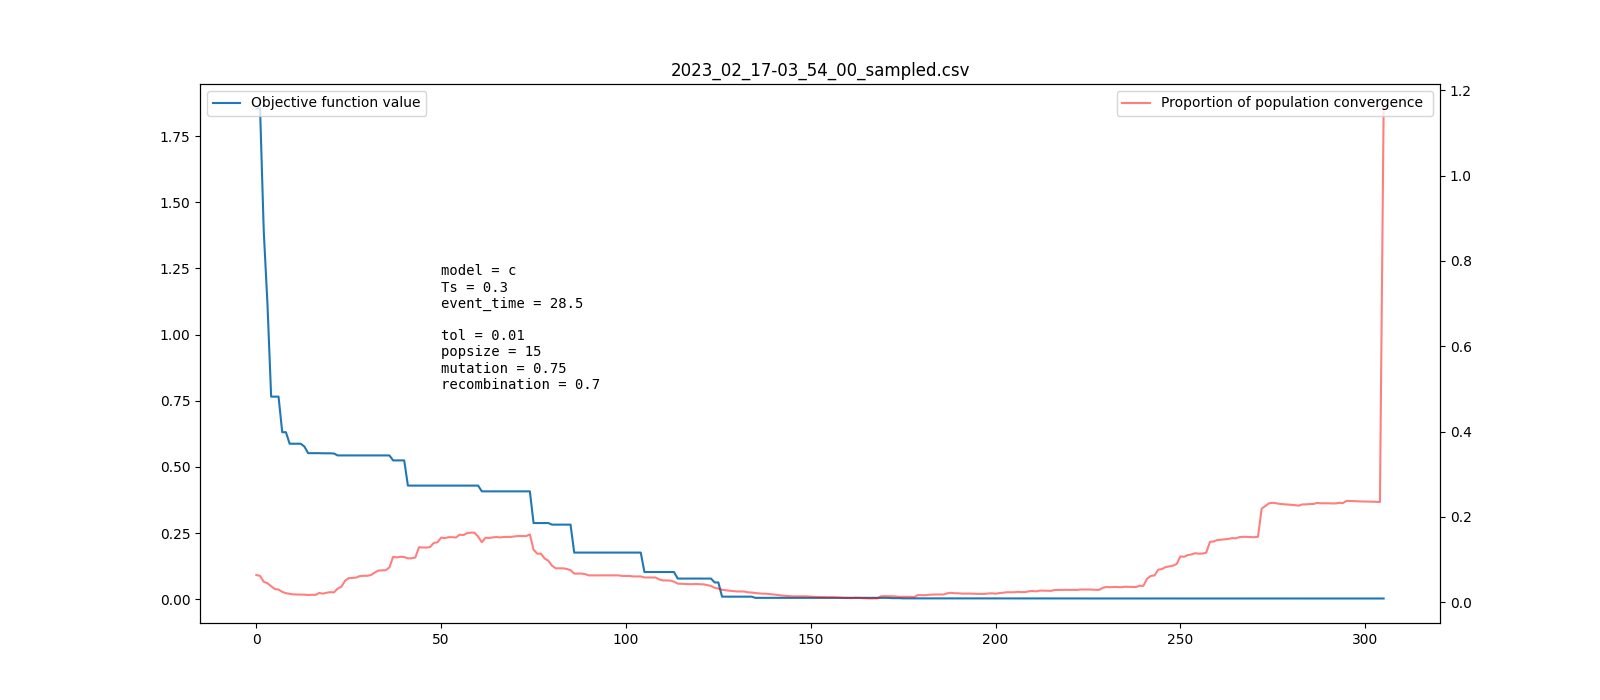 2023_02_17-03_54_00_sampled.csv
Objective function value
Proportion of population convergence
model = c
Ts = 0.3
event_time = 28.5
tol = 0.01
popsize = 15
mutation = 0.75
recombination = 0.7
1.75
1.50
1.25
1.00
0.75
0.50
0.25
0.00
1.2
1.0
0.8
0.6
0.4
0.2
0.0
0 50 100 150 200 250 300